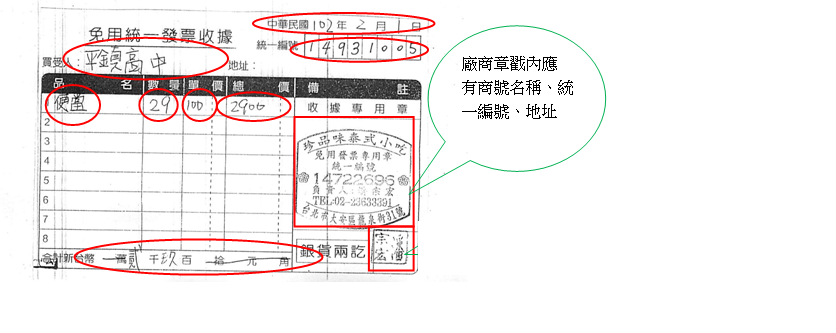 中華民國102年2月1日
免用統一發票收據
統一編號 14931005
買受人：平鎮高中 地址：
品名 數量 單價 總價 備註
1 便當 29 100 2900 收據專用章
2
3
4
5
6
7
8
珍品味泰式小吃
免用發票專用章
統一編號
14722696
負責人
TEL:02-23633391
台北市大安區龍泉街31號
銀貨兩訖
合計新台幣 萬貳千玖百拾元角
廠商章戳內應
有商號名稱、統
一編號、地址